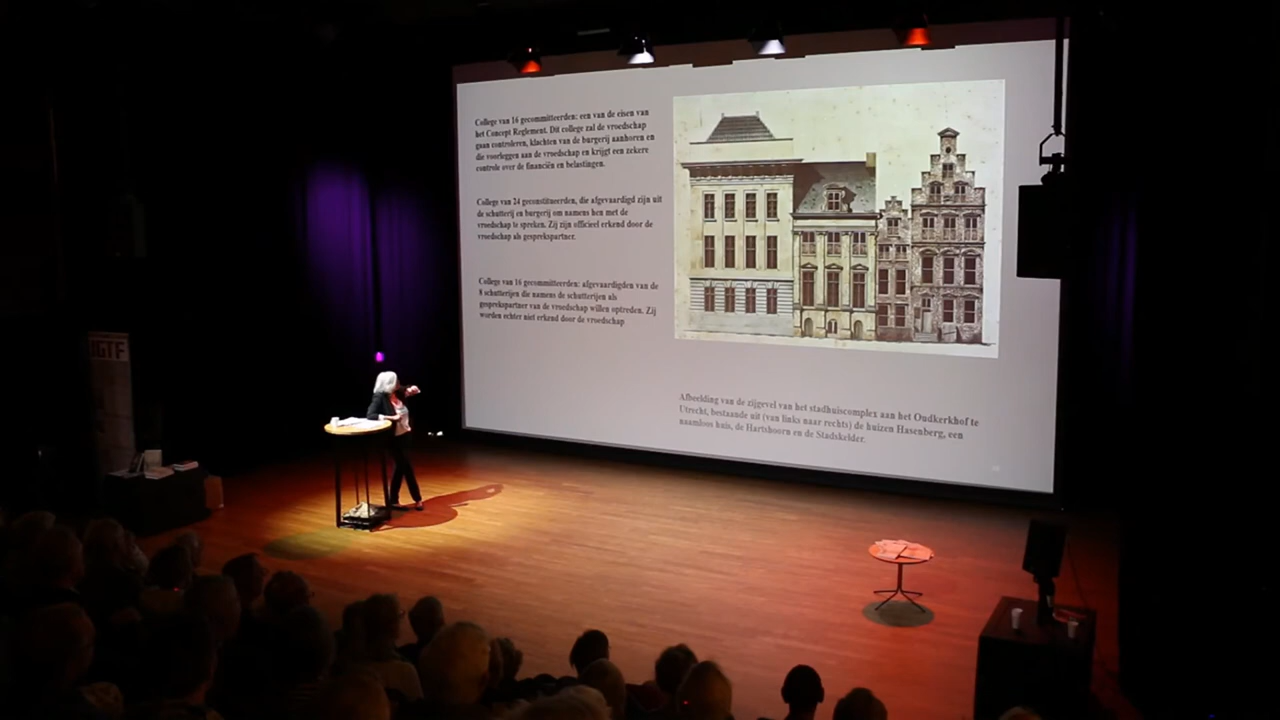 College van 16 gecommitteerden: een van de eisen van
het Concept Reglement. Dit college zal de vroedschap
gaan controleren, klachten van de burgerij aanhoren en
die voorleggen aan de vroedschap en krijgt een zekere
controle over de financiën en belastingen.
College van 24 geconstitueerden, die afgevaardigd zijn uit
de schutterij en burgerij om namens hen met de
vroedschap te spreken. Zij zijn officieel erkend door de
vroedschap als gesprekspartner.
College van 16 gecommitteerden: afgevaardigden van de
8 schutterijen die namens de schutterijen als
gesprekspartner van de vroedschap willen optreden. Zij
worden echter niet erkend door de vroedschap
Afbeelding van de zijgevel van het stadhuiscomplex aan het Oudkerkhof te
Utrecht, bestaande uit (van links naar rechts) de huizen Hasenberg, een
naamloos huis, de Hartshoorn en de Stadskelder.
IGTF